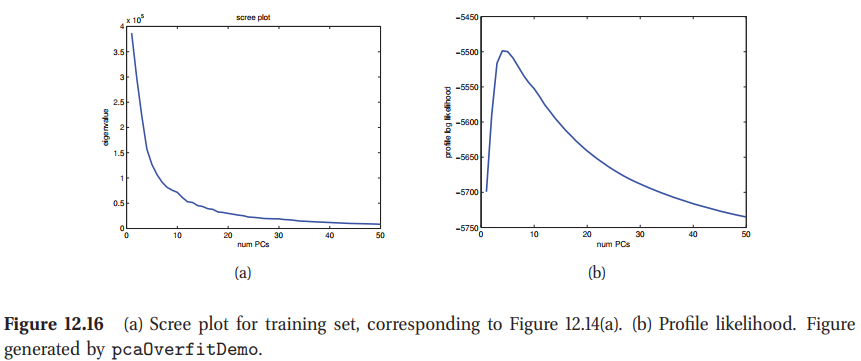 scree plot
x 10⁵
4
3.5
3
2.5
2
1.5
1
0.5
0
eigenvalue
0 10 20 30 40 50
num PCs
(a)
−5450
−5500
−5550
−5600
−5650
−5700
−5750
profile log likelihood
0 10 20 30 40 50
num PCs
(b)
Figure 12.16 (a) Scree plot for training set, corresponding to Figure 12.14(a). (b) Profile likelihood. Figure
generated by pcaOverfitDemo.